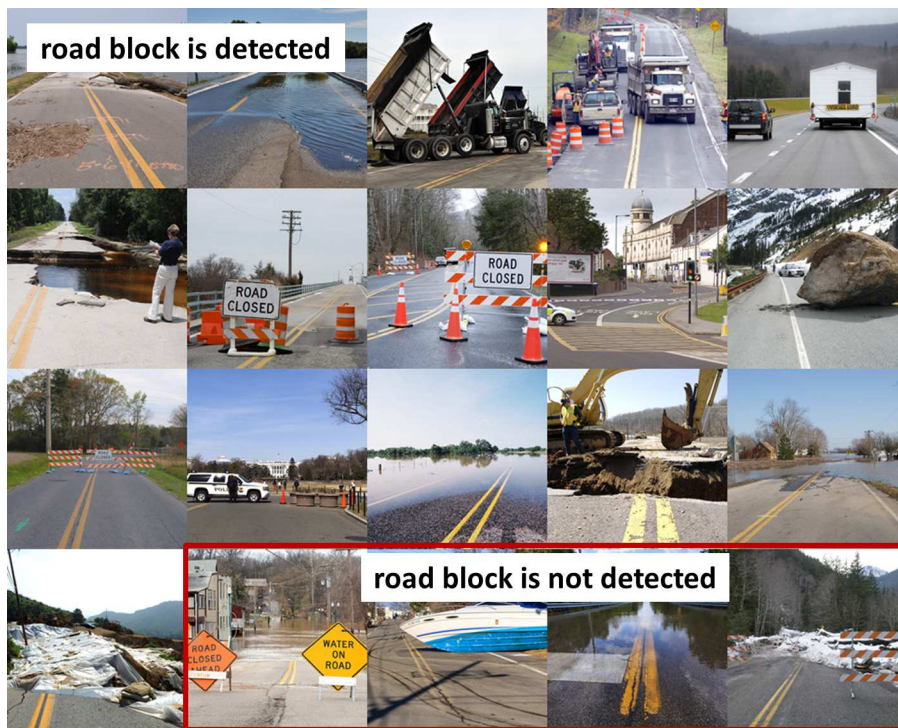 road block is detected
ROAD
CLOSED
ROAD
CLOSED
POLICE
road block is not detected
ROAD
CLOSED
AHEAD
WATER
ON
ROAD